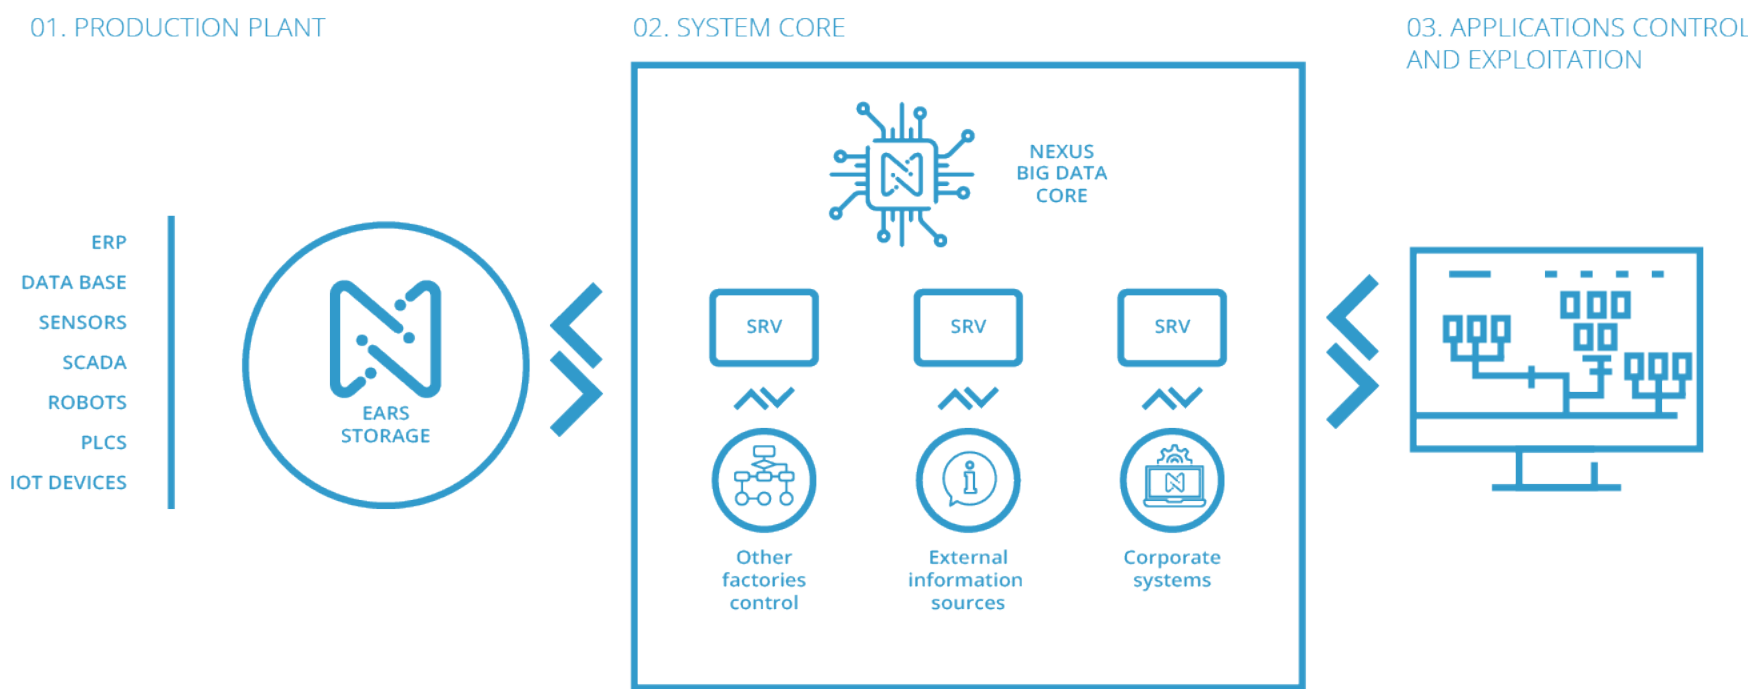 01. PRODUCTION PLANT
02. SYSTEM CORE
03. APPLICATIONS CONTROL
AND EXPLOITATION
ERP
DATA BASE
SENSORS
SCADA
ROBOTS
PLCS
IOT DEVICES
EARS
STORAGE
NEXUS
BIG DATA
CORE
SRV
SRV
SRV
Other
factories
control
External
information
sources
Corporate
systems